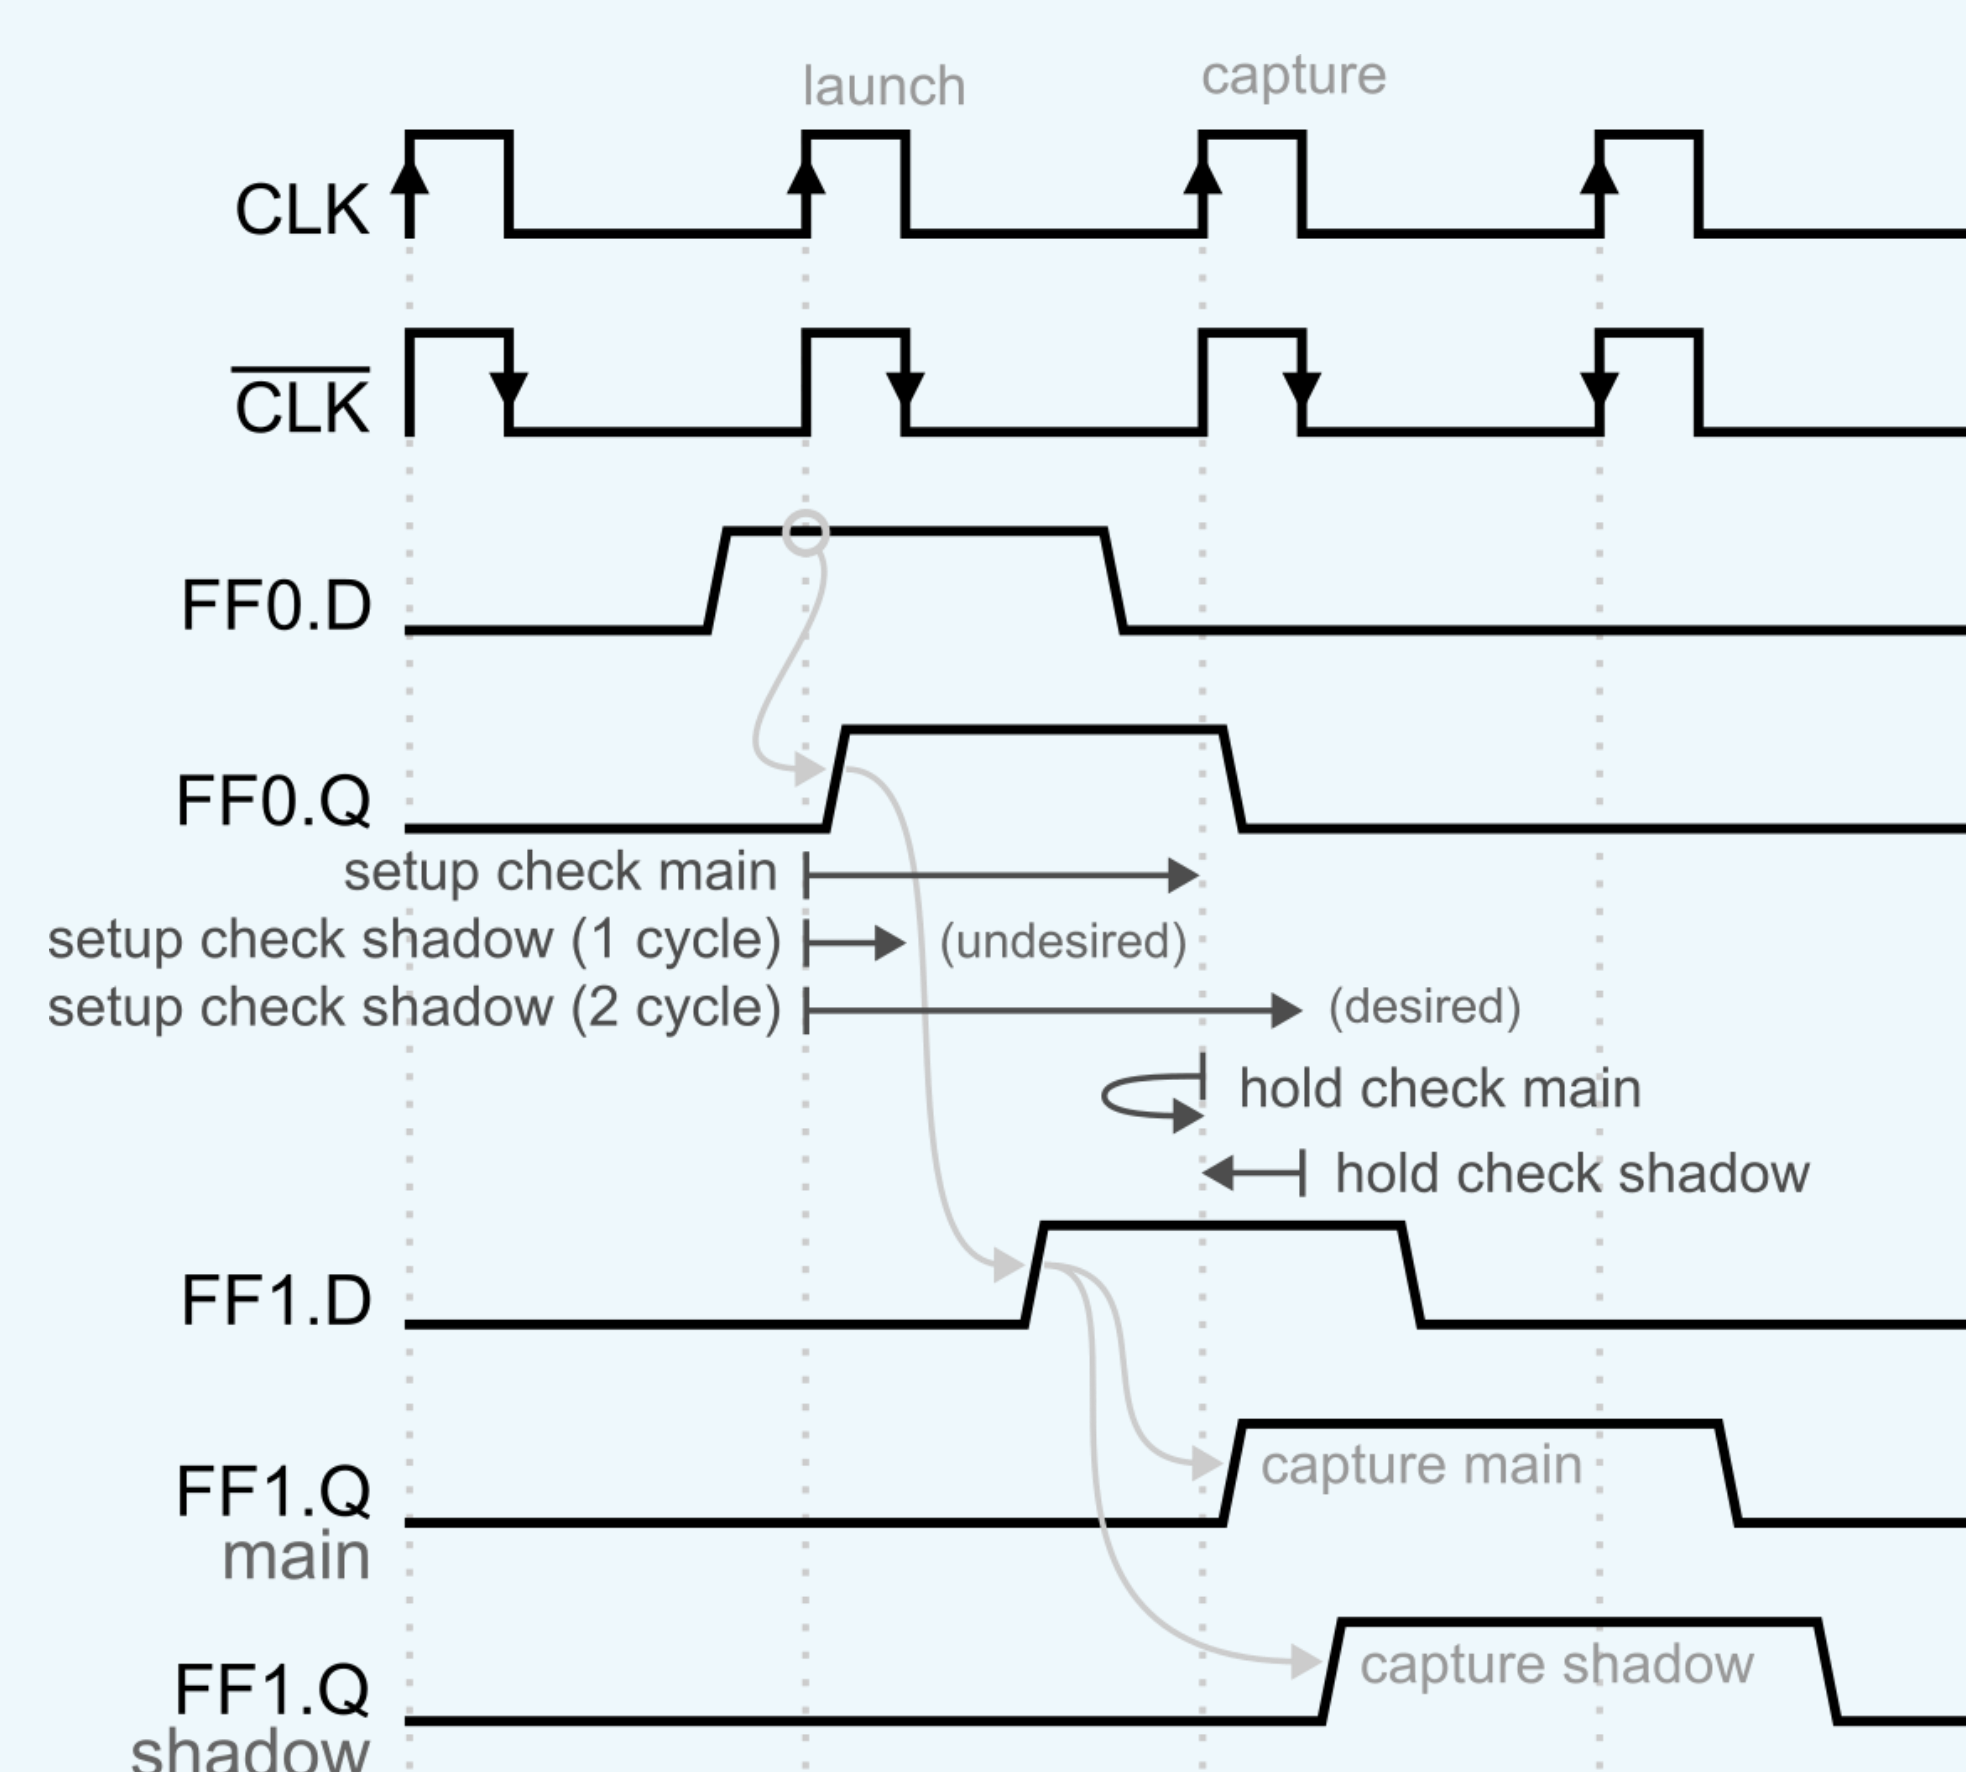 launch capture
CLK
CLK
FF0.D
FF0.Q
setup check main
setup check shadow (1 cycle) (undesired)
setup check shadow (2 cycle) (desired)
hold check main
hold check shadow
FF1.D
FF1.Q capture main
main
FF1.Q capture shadow
shadow